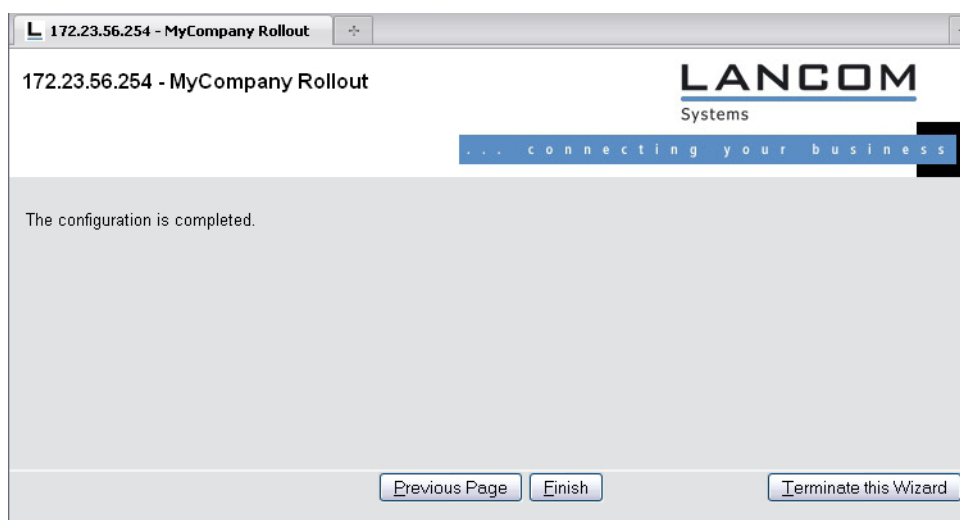 172.23.56.254 - MyCompany Rollout
172.23.56.254 - MyCompany Rollout
LANCOM
Systems
... connecting your business
The configuration is completed.
Previous Page
Finish
Terminate this Wizard